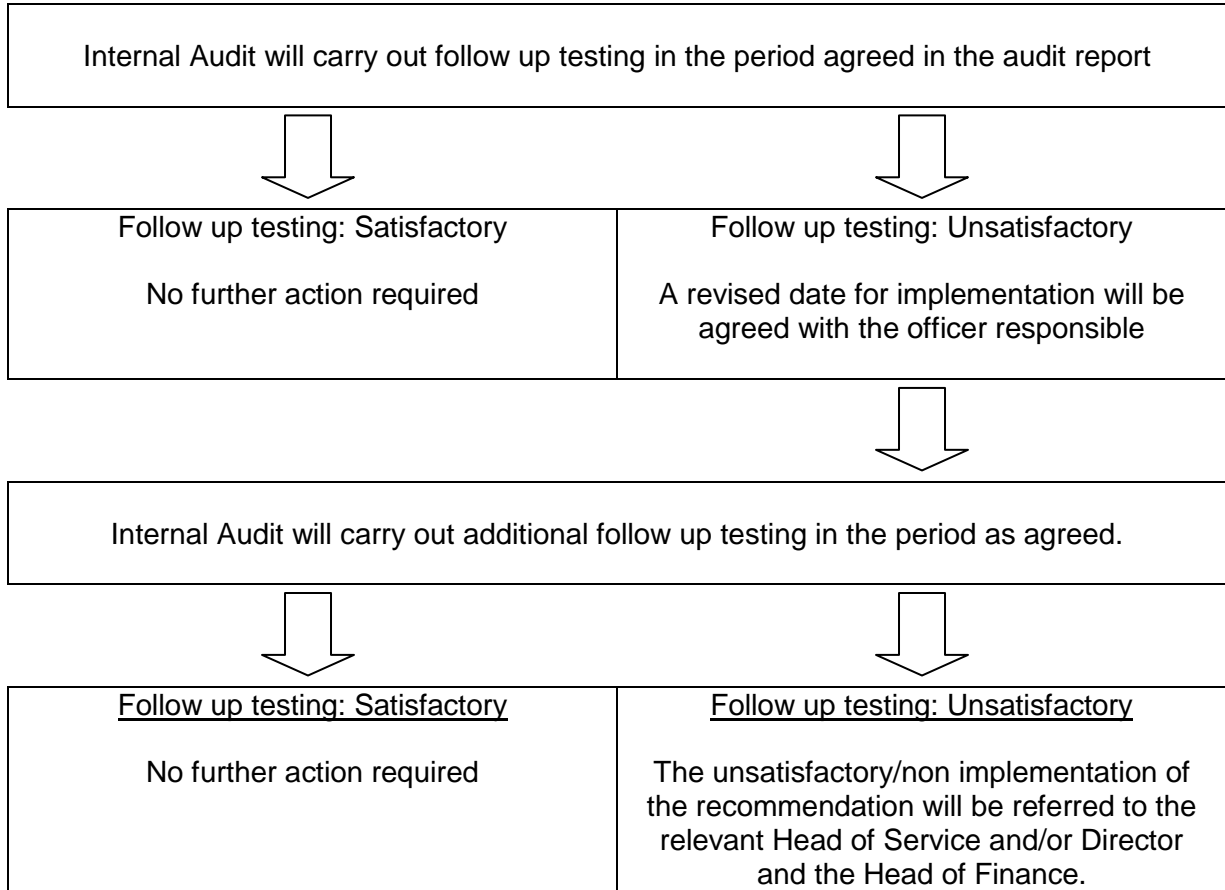 Internal Audit will carry out follow up testing in the period agreed in the audit report
Follow up testing: Satisfactory
No further action required
Follow up testing: Unsatisfactory
A revised date for implementation will be
agreed with the officer responsible
Internal Audit will carry out additional follow up testing in the period as agreed.
Follow up testing: Satisfactory
No further action required
Follow up testing: Unsatisfactory
The unsatisfactory/non implementation of
the recommendation will be referred to the
relevant Head of Service and/or Director
and the Head of Finance.